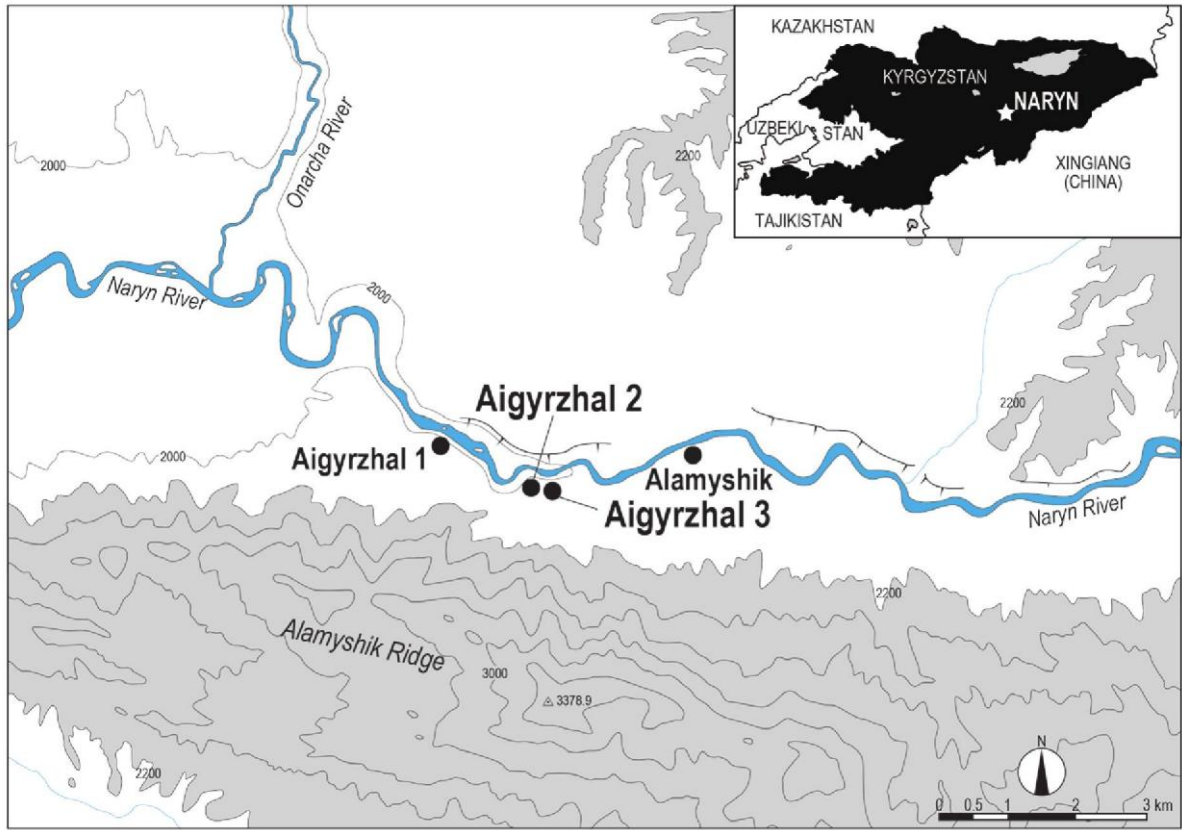 KAZAKHSTAN
KYRGYZSTAN
NARYN
UZBEKI
STAN
XINGIANG
(CHINA)
TAJIKISTAN
2000
Onarcha River
2200
Naryn River
2000
2200
Aigyrzhal 2
Aigyrzhal 1
2000
Alamyshik
Aigyrzhal 3
Naryn River
2200
Alamyshik Ridge
3000
3378.9
2200
N
0 0.5 1 2 3 km